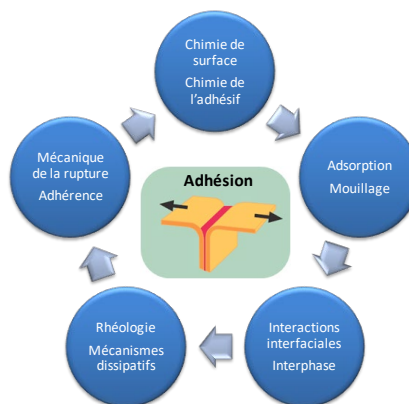 Chimie de
surface
Chimie de
l'adhésif
Adsorption
Mouillage
Interactions
interfaciales
Interphase
Rhéologie
Mécanismes
dissipatifs
Mécanique
de la rupture
Adhérence
Adhésion